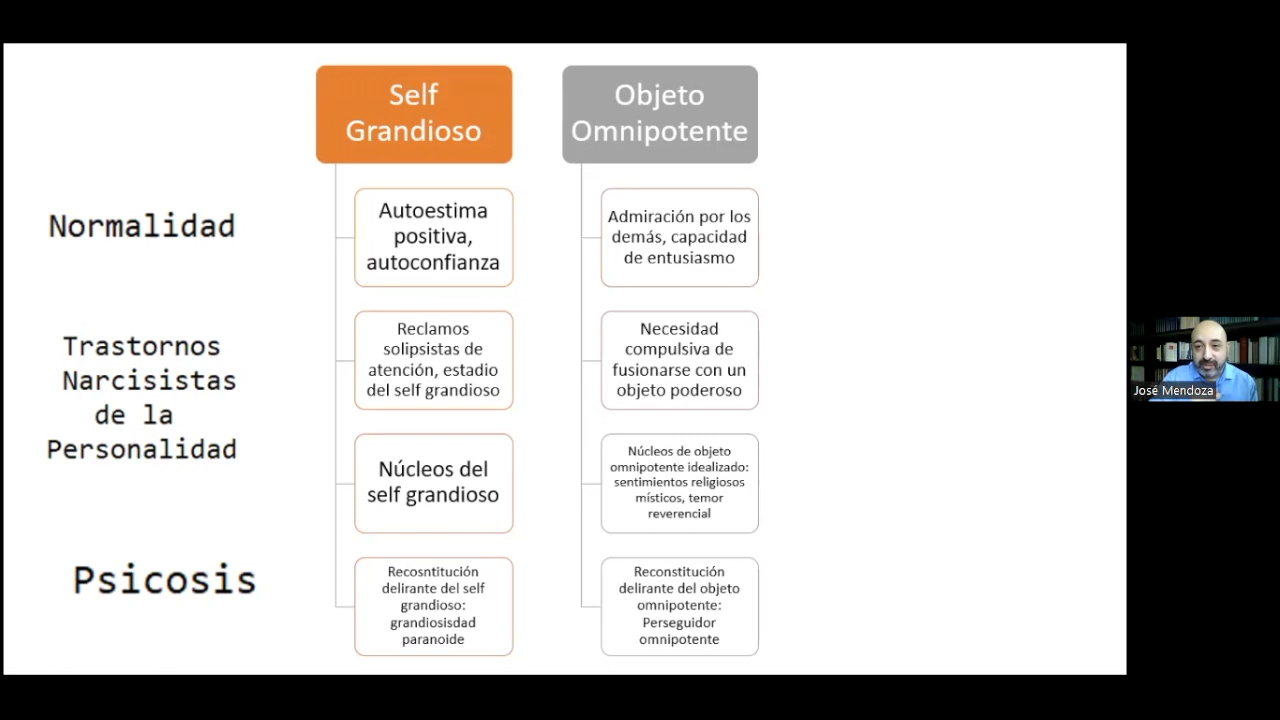 Self
Grandioso
Objeto
Omnipotente
Normalidad
Autoestima
positiva,
autoconfianza
Admiración por los
demás, capacidad
de entusiasmo
Trastornos
Narcisistas
de la
Personalidad
Reclamos
solipsistas de
atención, estadio
del self grandioso
Necesidad
compulsiva de
fusionarse con un
objeto poderoso
Núcleos del
self grandioso
Núcleos de objeto
omnipotente idealizado:
sentimientos religiosos
místicos, temor
reverencial
Psicosis
Recosntitución
delirante del self
grandioso:
grandiosisdad
paranoide
Reconstitución
delirante del objeto
omnipotente:
Perseguidor
omnipotente
José Mendoza